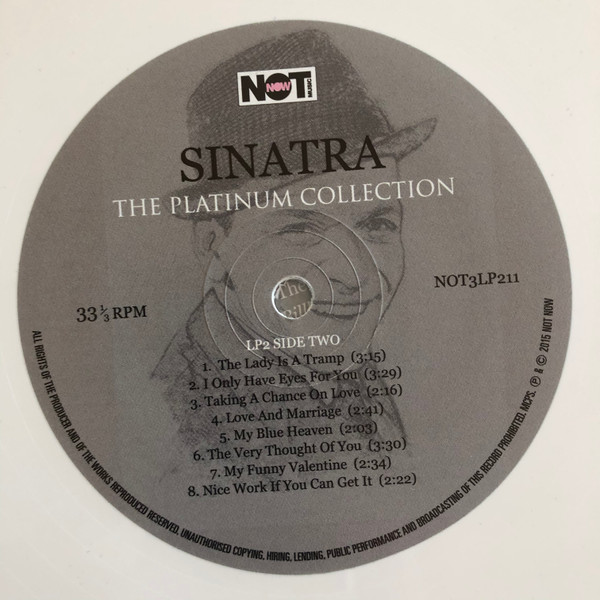 NOT NOW MUSIC
SINATRA
THE PLATINUM COLLECTION
33 1/3 RPM
NOT3LP211
The
LP2 SIDE TWO
1. The Lady Is A Tramp (3:15)
2. I Only Have Eyes For You (3:29)
3. Taking A Chance On Love (2:16)
4. Love And Marriage (2:41)
5. My Blue Heaven (2:03)
6. The Very Thought Of You (3:30)
7. My Funny Valentine (2:34)
8. Nice Work If You Can Get It (2:22)
ALL RIGHTS OF THE PRODUCER AND OF THE WORKS REPRODUCED RESERVED. UNAUTHORISED COPYING, HIRING, LENDING, PUBLIC PERFORMANCE AND BROADCASTING OF THIS RECORD PROHIBITED. MCPS. ℗ & © 2015 NOT NOW